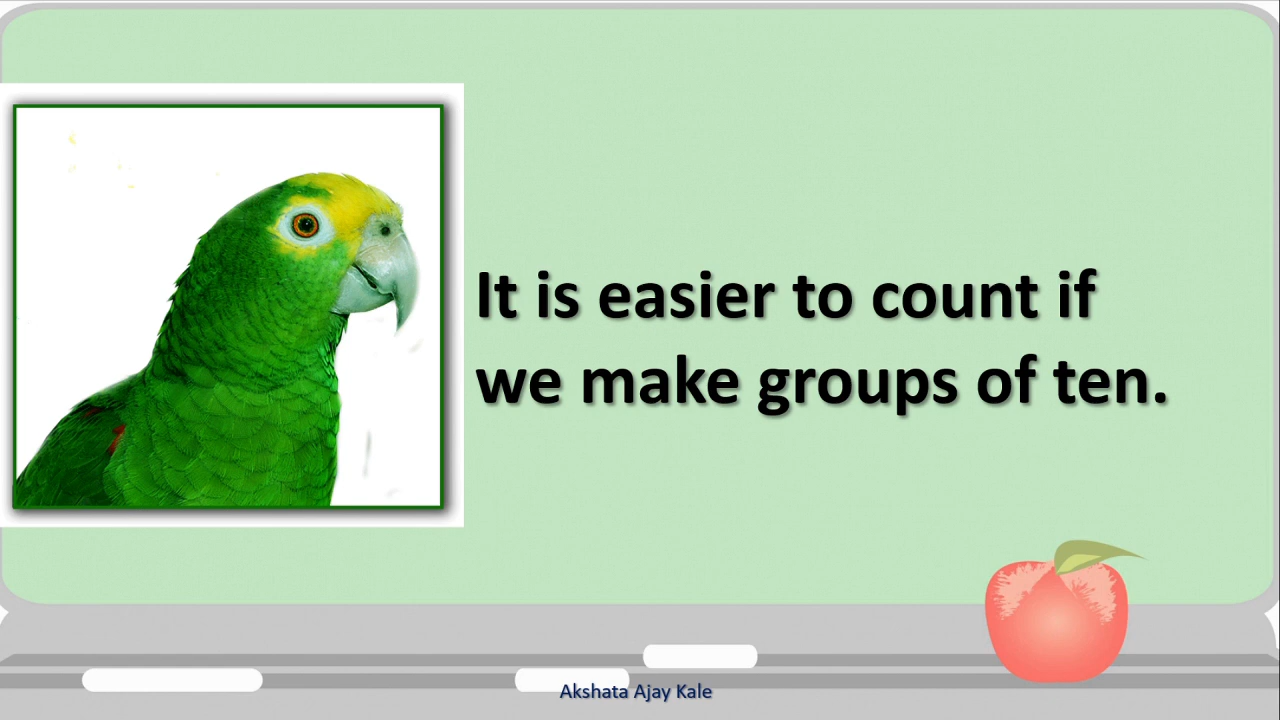 It is easier to count if
we make groups of ten.
Akshata Ajay Kale